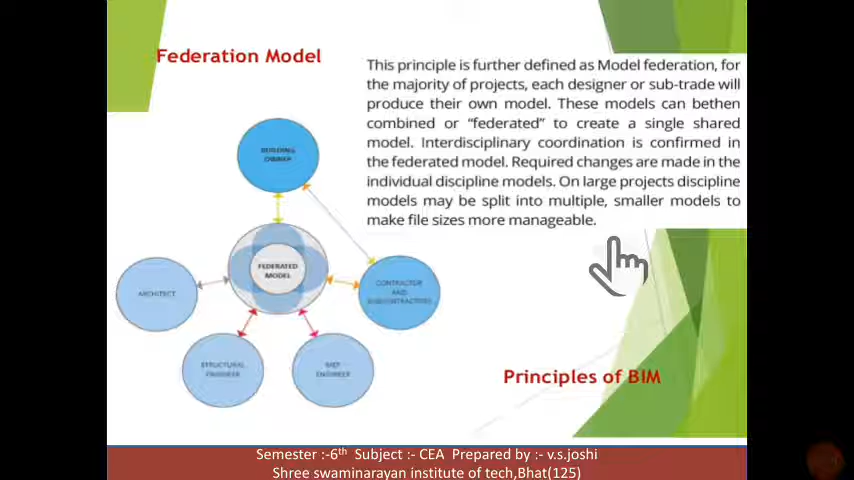 Federation Model
This principle is further defined as Model federation, for
the majority of projects, each designer or sub-trade will
produce their own model. These models can bethen
combined or “federated” to create a single shared
model. Interdisciplinary coordination is confirmed in
the federated model. Required changes are made in the
individual discipline models. On large projects discipline
models may be split into multiple, smaller models to
make file sizes more manageable.
BUILDING
OWNER
FEDERATED
MODEL
ARCHITECT
CONTRACTOR
AND
SUBCONTRACTORS
STRUCTURAL
ENGINEER
MEP
ENGINEER
Principles of BIM
Semester :-6th Subject :- CEA Prepared by :- v.s.joshi
Shree swaminarayan institute of tech,Bhat(125)